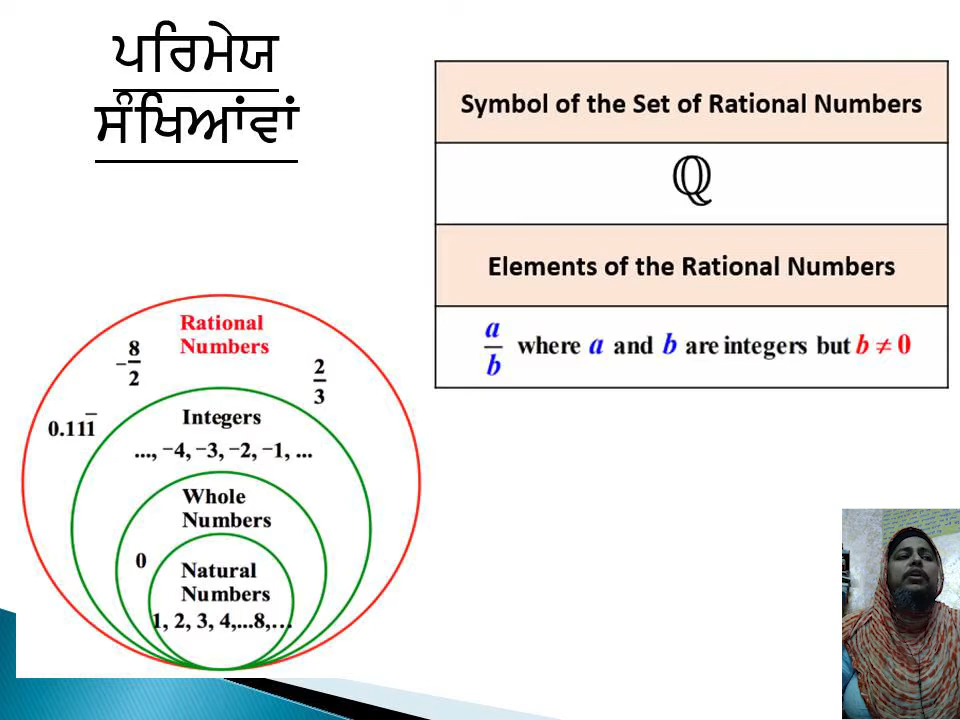 ਪਰਿਮੇਯ
ਸੰਖਿਆਂਵਾਂ
Symbol of the Set of Rational Numbers
ℚ
Elements of the Rational Numbers
a/b where a and b are integers but b ≠ 0
Rational
Numbers
−8/2
2/3
0.111̅
Integers
..., −4, −3, −2, −1, ...
Whole
Numbers
0
Natural
Numbers
1, 2, 3, 4,...8,...